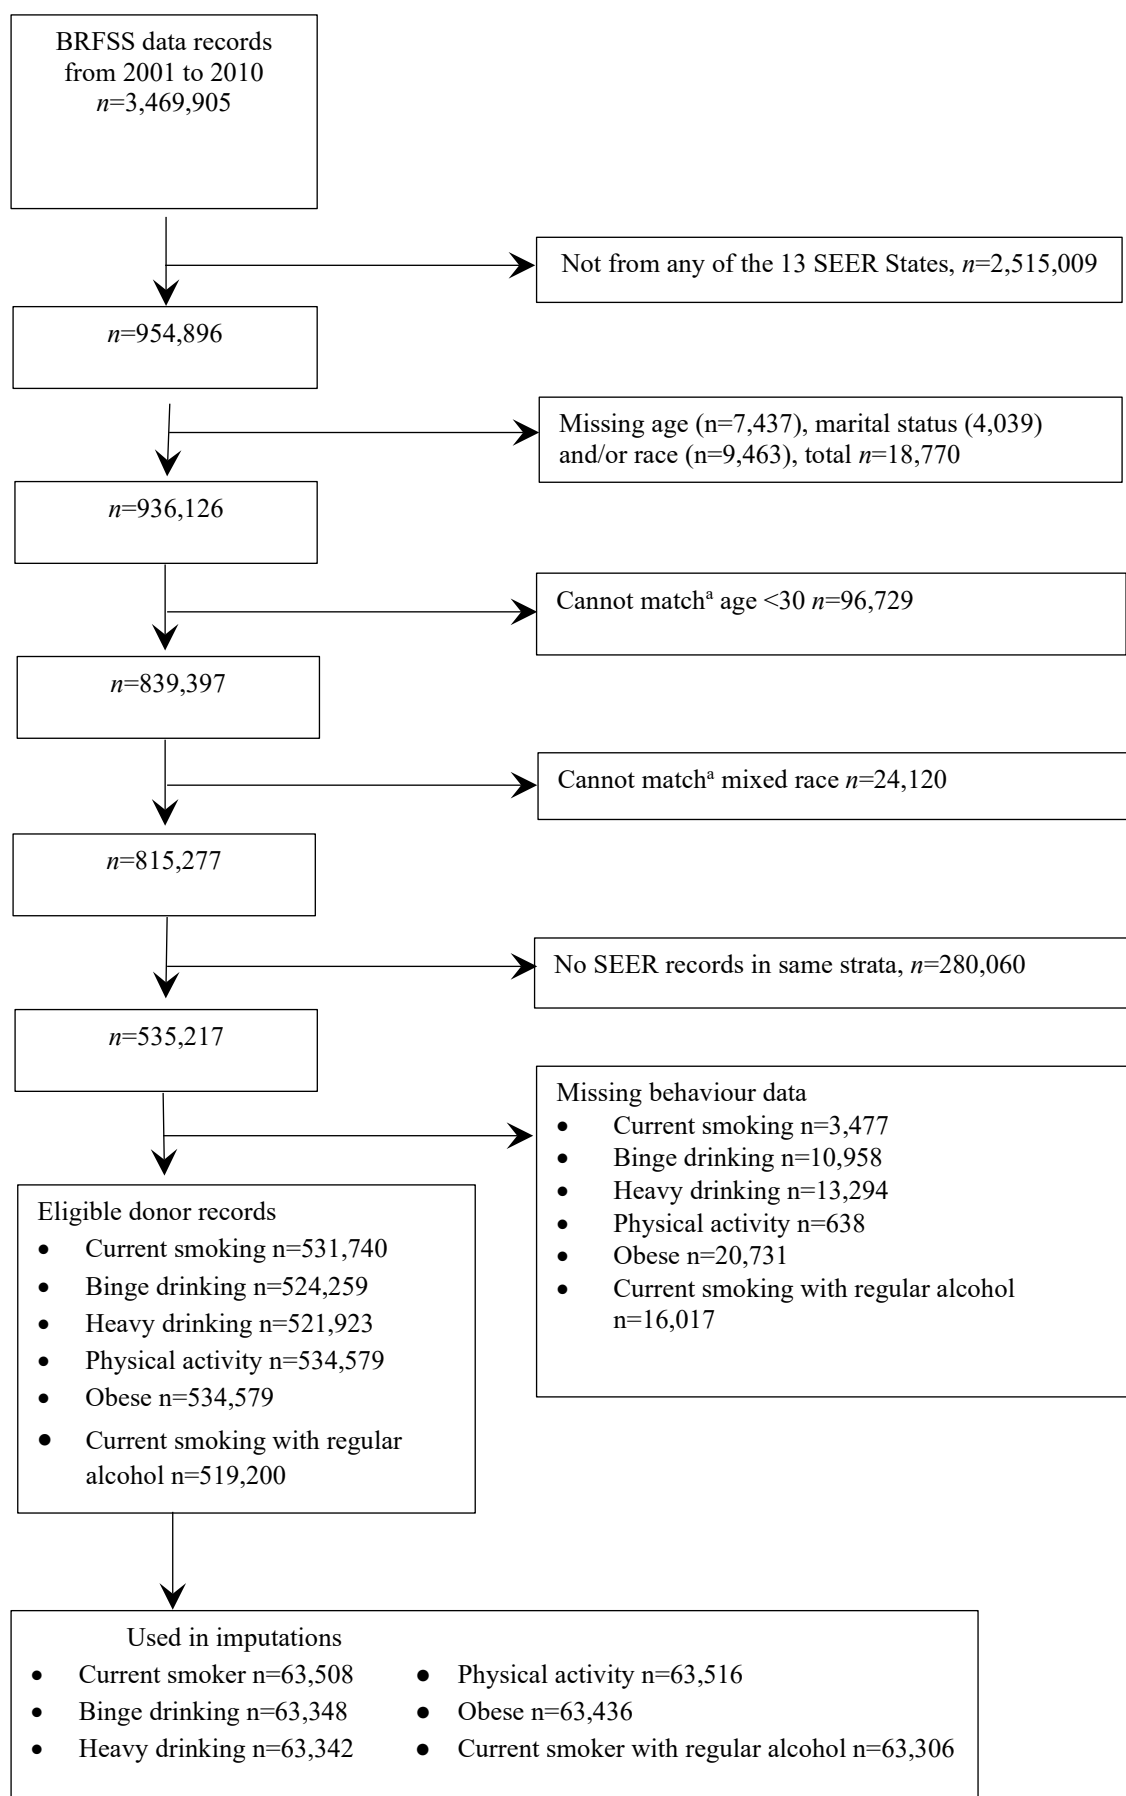 BRFSS data records
from 2001 to 2010
n=3,469,905
Not from any of the 13 SEER States, n=2,515,009
n=954,896
Missing age (n=7,437), marital status (4,039)
and/or race (n=9,463), total n=18,770
n=936,126
Cannot matchᵃ age <30 n=96,729
n=839,397
Cannot matchᵃ mixed race n=24,120
n=815,277
No SEER records in same strata, n=280,060
n=535,217
Missing behaviour data
• Current smoking n=3,477
• Binge drinking n=10,958
• Heavy drinking n=13,294
• Physical activity n=638
• Obese n=20,731
• Current smoking with regular alcohol
n=16,017
Eligible donor records
• Current smoking n=531,740
• Binge drinking n=524,259
• Heavy drinking n=521,923
• Physical activity n=534,579
• Obese n=534,579
• Current smoking with regular
alcohol n=519,200
Used in imputations
• Current smoker n=63,508
• Binge drinking n=63,348
• Heavy drinking n=63,342
• Physical activity n=63,516
• Obese n=63,436
• Current smoker with regular alcohol n=63,306